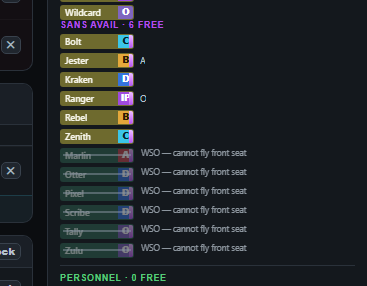 Wildcard O
SANS AVAIL · 6 FREE
Bolt C
Jester B A
Kraken D
Ranger IP O
Rebel B
Zenith C
Marlin A WSO — cannot fly front seat
Otter D WSO — cannot fly front seat
Pixel D WSO — cannot fly front seat
Scribe D WSO — cannot fly front seat
Tally O WSO — cannot fly front seat
Zulu O WSO — cannot fly front seat
ock
PERSONNEL · 0 FREE